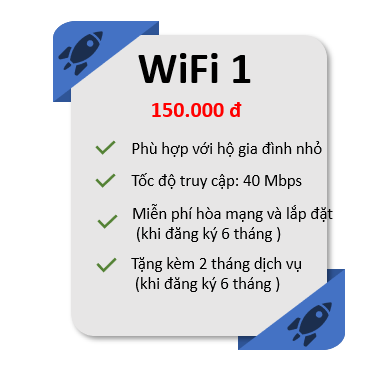 WiFi 1
150.000 đ
Phù hợp với hộ gia đình nhỏ
Tốc độ truy cập: 40 Mbps
Miễn phí hòa mạng và lắp đặt
(khi đăng ký 6 tháng )
Tặng kèm 2 tháng dịch vụ
(khi đăng ký 6 tháng )